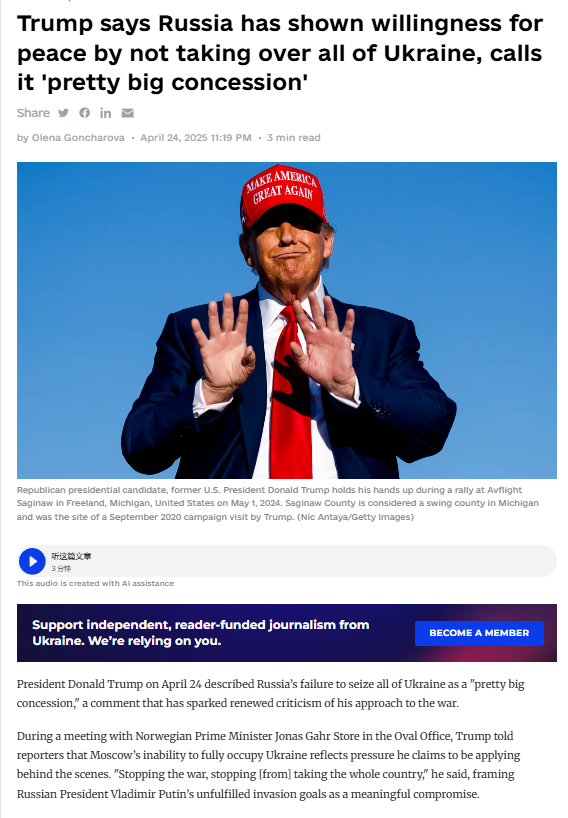 Trump says Russia has shown willingness for
peace by not taking over all of Ukraine, calls
it 'pretty big concession'
Share
by Olena Goncharova • April 24, 2025 11:19 PM • 3 min read
MAKE AMERICA
GREAT AGAIN
Republican presidential candidate, former U.S. President Donald Trump holds his hands up during a rally at Avflight
Saginaw in Freeland, Michigan, United States on May 1, 2024. Saginaw County is considered a swing county in Michigan
and was the site of a September 2020 campaign visit by Trump. (Nic Antaya/Getty Images)
听这篇文章
3 分钟
This audio is created with AI assistance
Support independent, reader-funded journalism from
Ukraine. We’re relying on you.
BECOME A MEMBER
President Donald Trump on April 24 described Russia’s failure to seize all of Ukraine as a "pretty big
concession," a comment that has sparked renewed criticism of his approach to the war.
During a meeting with Norwegian Prime Minister Jonas Gahr Store in the Oval Office, Trump told
reporters that Moscow’s inability to fully occupy Ukraine reflects pressure he claims to be applying
behind the scenes. "Stopping the war, stopping [from] taking the whole country," he said, framing
Russian President Vladimir Putin’s unfulfilled invasion goals as a meaningful compromise.